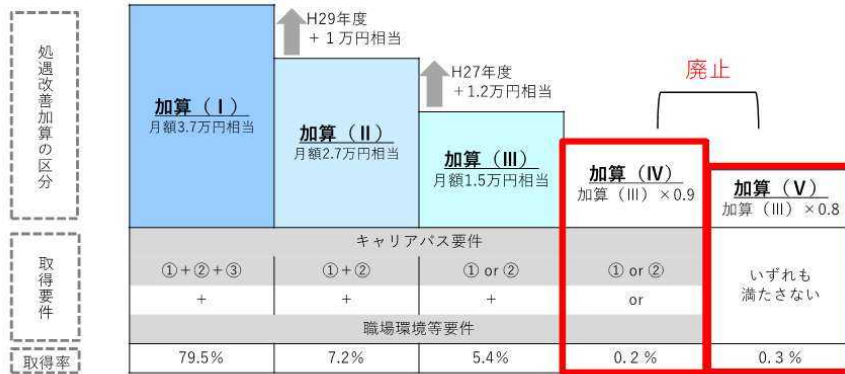 処遇改善加算の区分
H29年度
+ 1 万円相当
H27年度
+1.2万円相当
廃止
加算（Ⅰ）
月額3.7万円相当
加算（Ⅱ）
月額2.7万円相当
加算（Ⅲ）
月額1.5万円相当
加算（Ⅳ）
加算（Ⅲ）×0.9
加算（Ⅴ）
加算（Ⅲ）×0.8
取得要件
キャリアパス要件
①+②+③
①+②
① or ②
① or ②
いずれも
満たさない
+
+
+
or
職場環境等要件
取得率
79.5%
7.2%
5.4%
0.2 %
0.3%